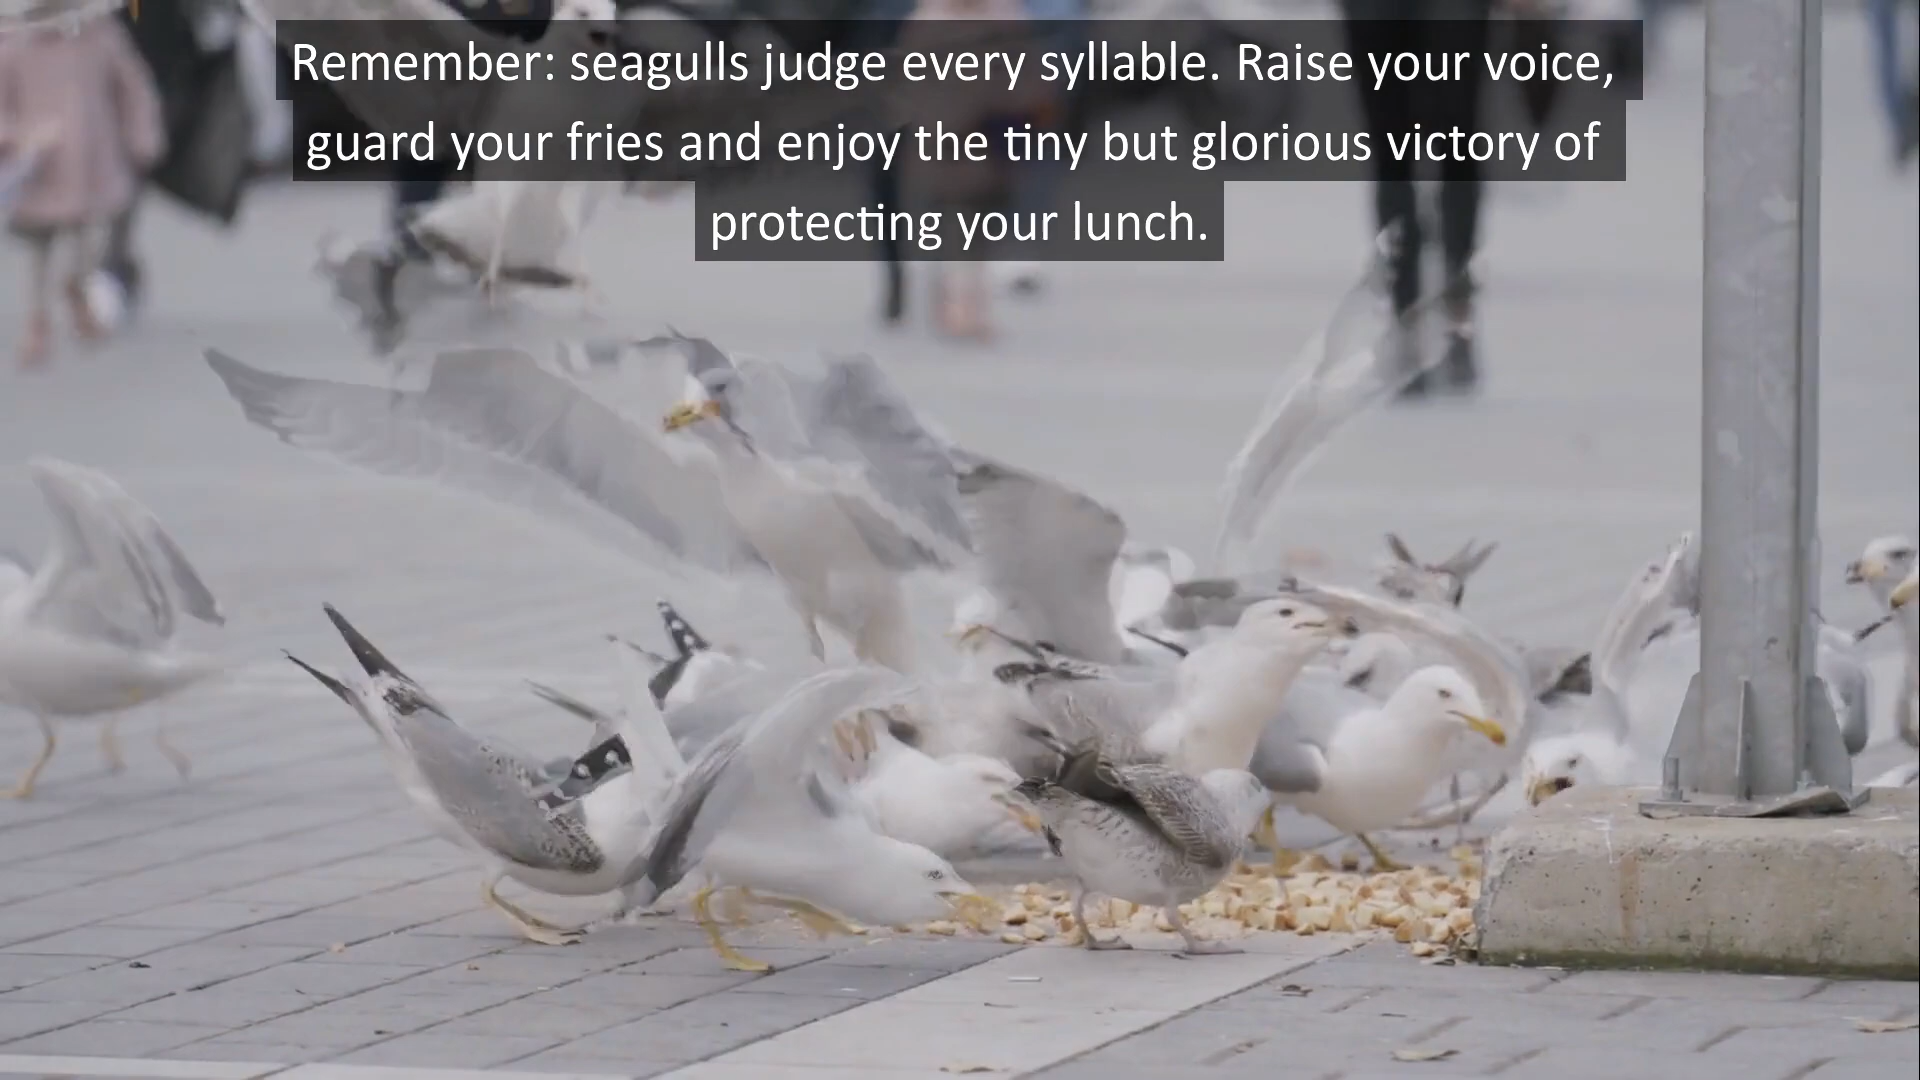 Remember: seagulls judge every syllable. Raise your voice,
guard your fries and enjoy the tiny but glorious victory of
protecting your lunch.